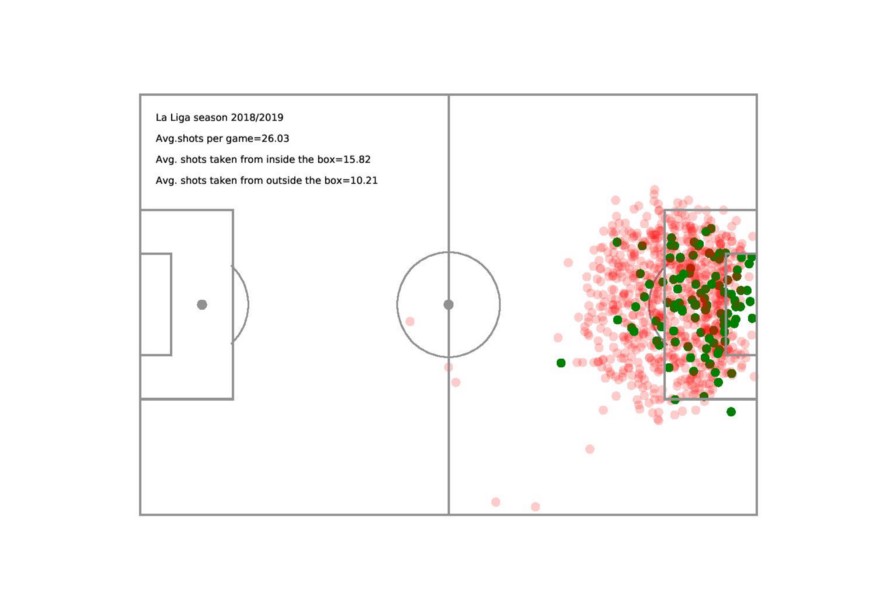 La Liga season 2018/2019
Avg.shots per game=26.03
Avg. shots taken from inside the box=15.82
Avg. shots taken from outside the box=10.21